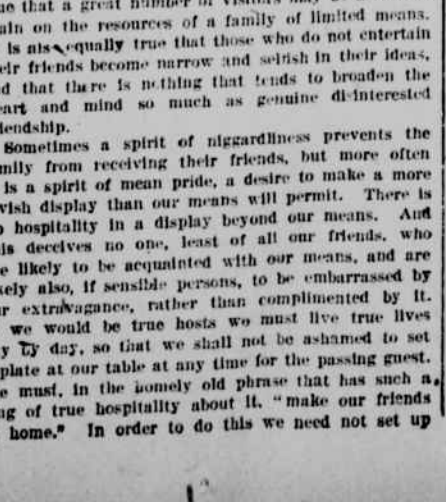 ue that a great number of visitors may be
ain on the resources of a family of limited means.
is also equally true that those who do not entertain
eir friends become narrow and selfish in their ideas,
d that there is nothing that tends to broaden the
eart and mind so much as genuine disinterested
iendship.
Sometimes a spirit of niggardliness prevents the
mily from receiving their friends, but more often
is a spirit of mean pride, a desire to make a more
vish display than our means will permit. There is
o hospitality in a display beyond our means. And
is deceives no one, least of all our friends, who
e likely to be acquainted with our means, and are
kely also, if sensible persons, to be embarrassed by
ur extravagance, rather than complimented by it.
we would be true hosts we must live true lives
y by day, so that we shall not be ashamed to set
plate at our table at any time for the passing guest.
e must, in the homely old phrase that has such a
ng of true hospitality about it, "make our friends
home." In order to do this we need not set up